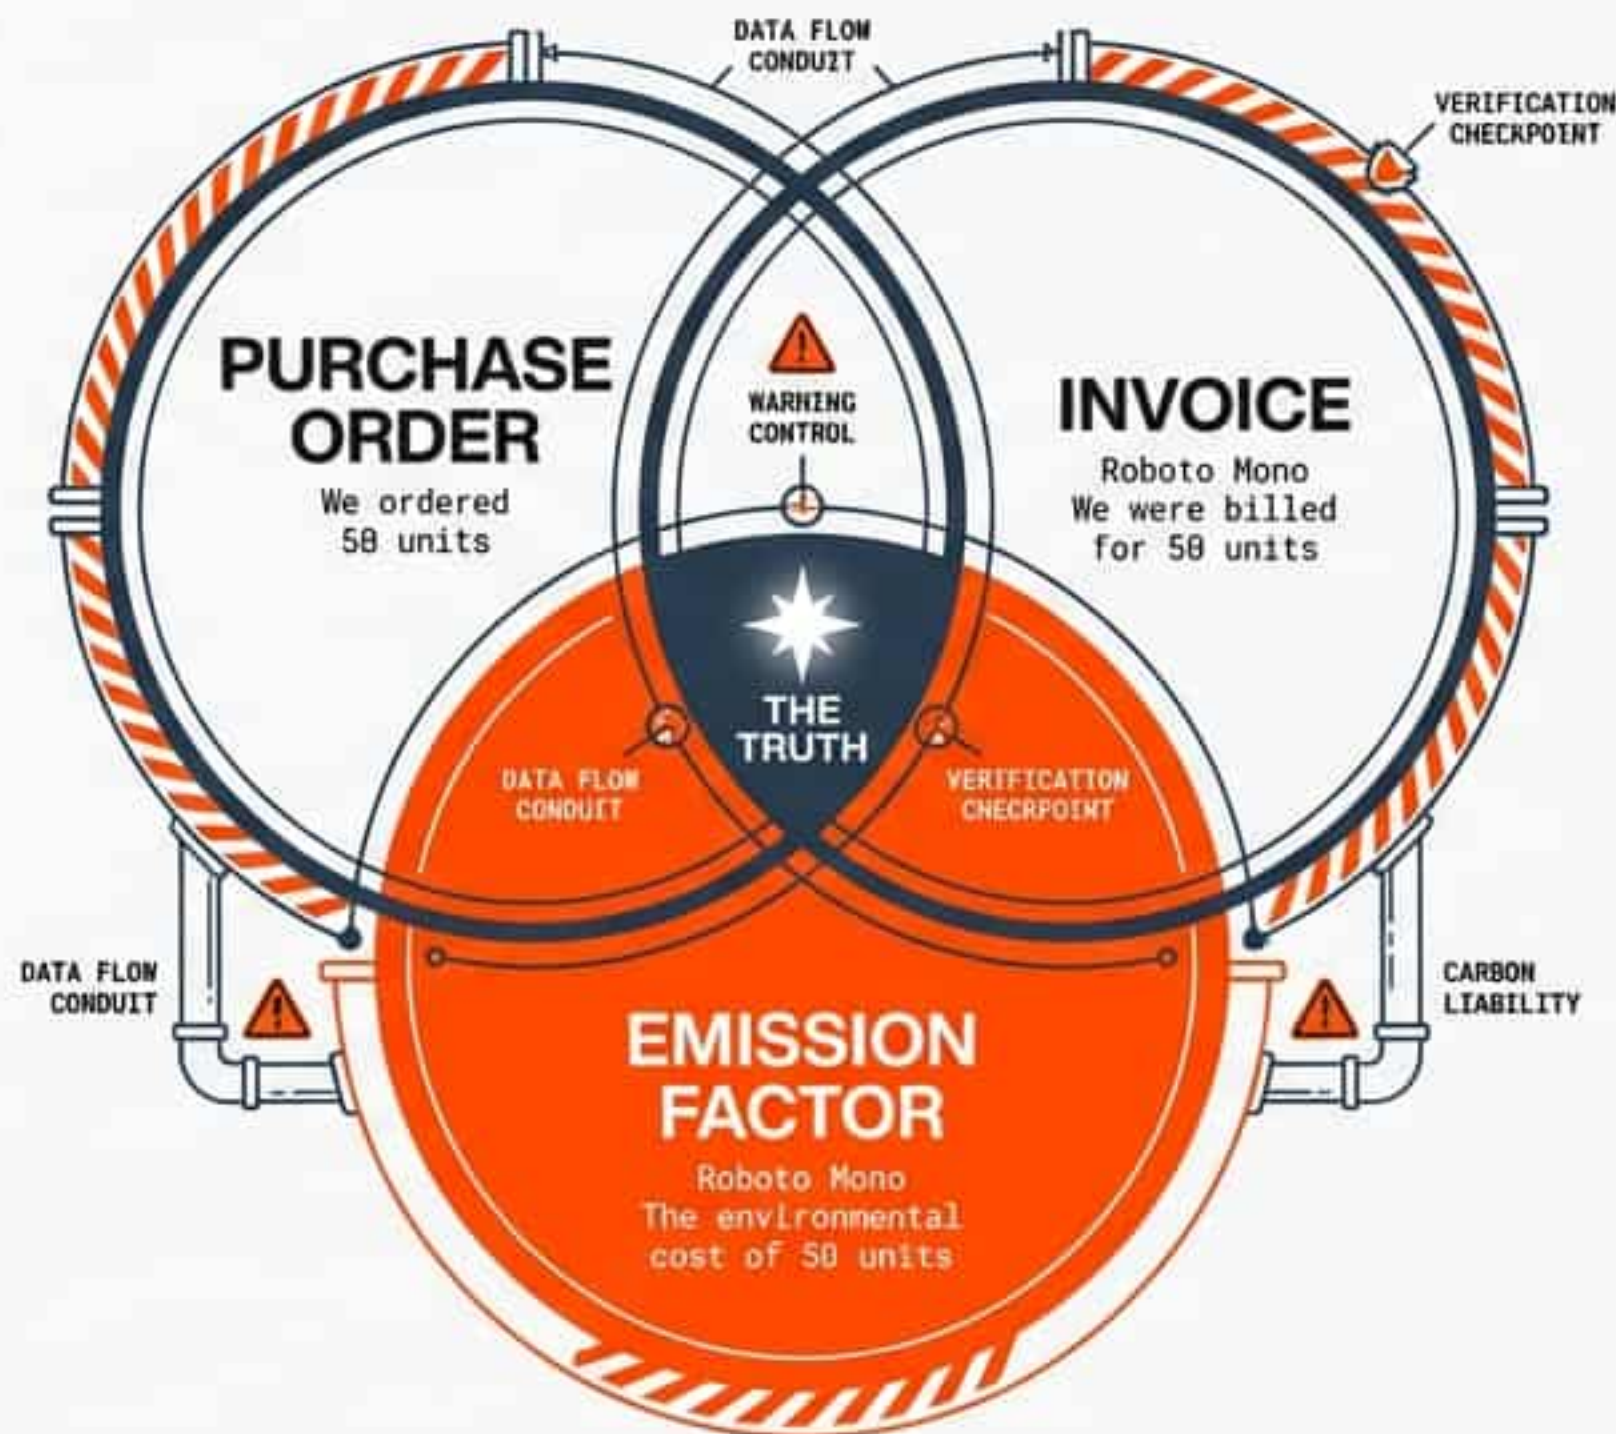 DATA FLOW
CONDUIT
VERIFICATION
CHECKPOINT
PURCHASE
ORDER
We ordered
50 units
WARNING
CONTROL
INVOICE
Roboto Mono
We were billed
for 50 units
THE
TRUTH
DATA FLOW
CONDUIT
VERIFICATION
CHECRPOINT
DATA FLOW
CONDUIT
CARBON
LIABILITY
EMISSION
FACTOR
Roboto Mono
The environmental
cost of 50 units